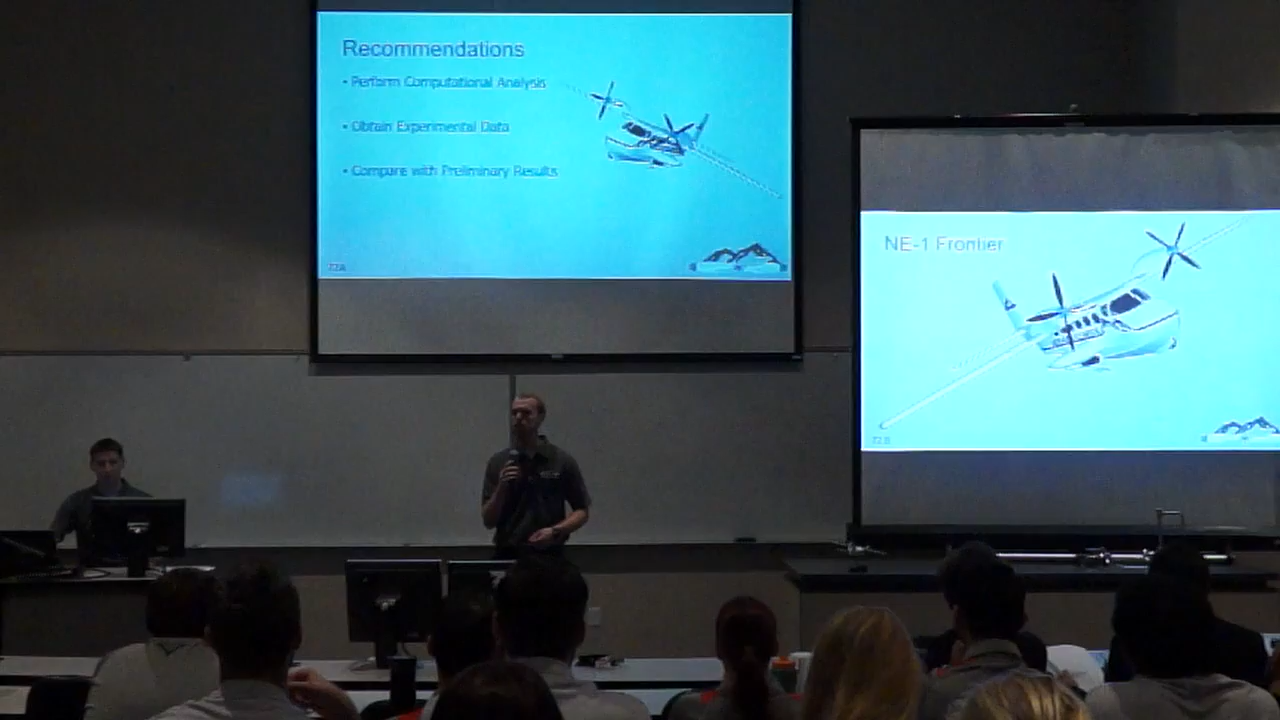 Recommendations
• Perform Computational Analysis
• Obtain Experimental Data
• Compare with Preliminary Results
NE-1 Frontier